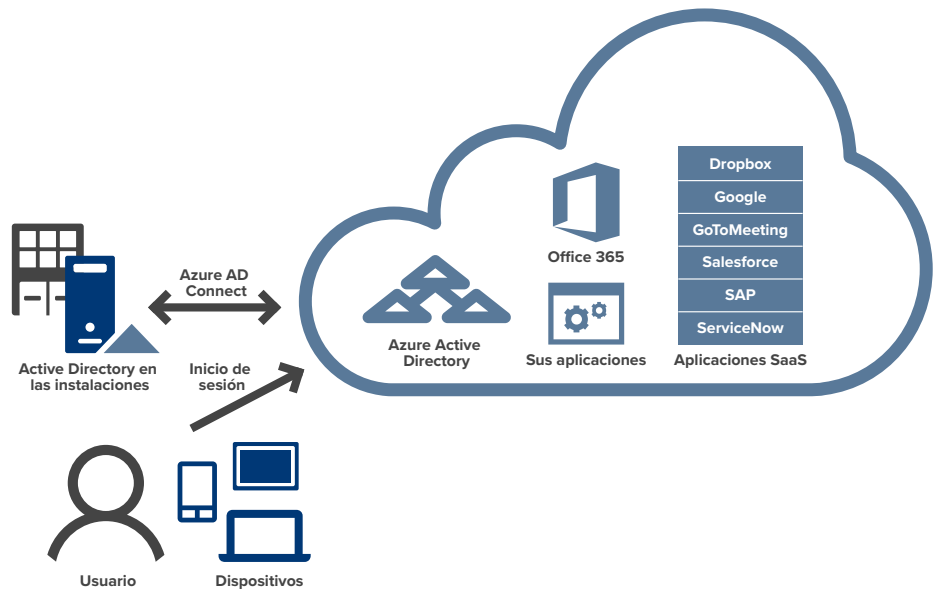 Dropbox
Google
GoToMeeting
Salesforce
SAP
ServiceNow
Aplicaciones SaaS
Office 365
Sus aplicaciones
Azure Active
Directory
Azure AD
Connect
Active Directory en
las instalaciones
Inicio de
sesión
Usuario
Dispositivos